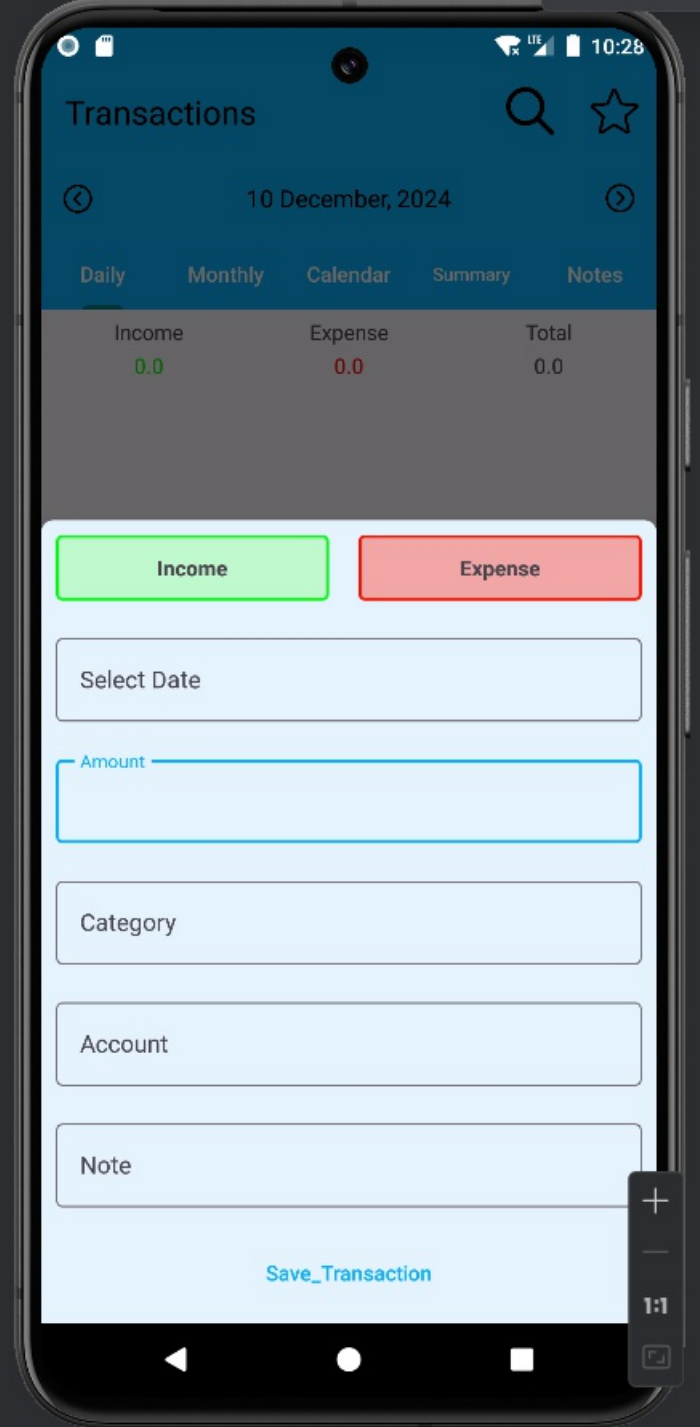 LTE 10:28
Transactions
10 December, 2024
Daily Monthly Calendar Summary Notes
Income Expense Total
0.0 0.0 0.0
Income Expense
Select Date
Amount
Category
Account
Note
Save_Transaction
1:1